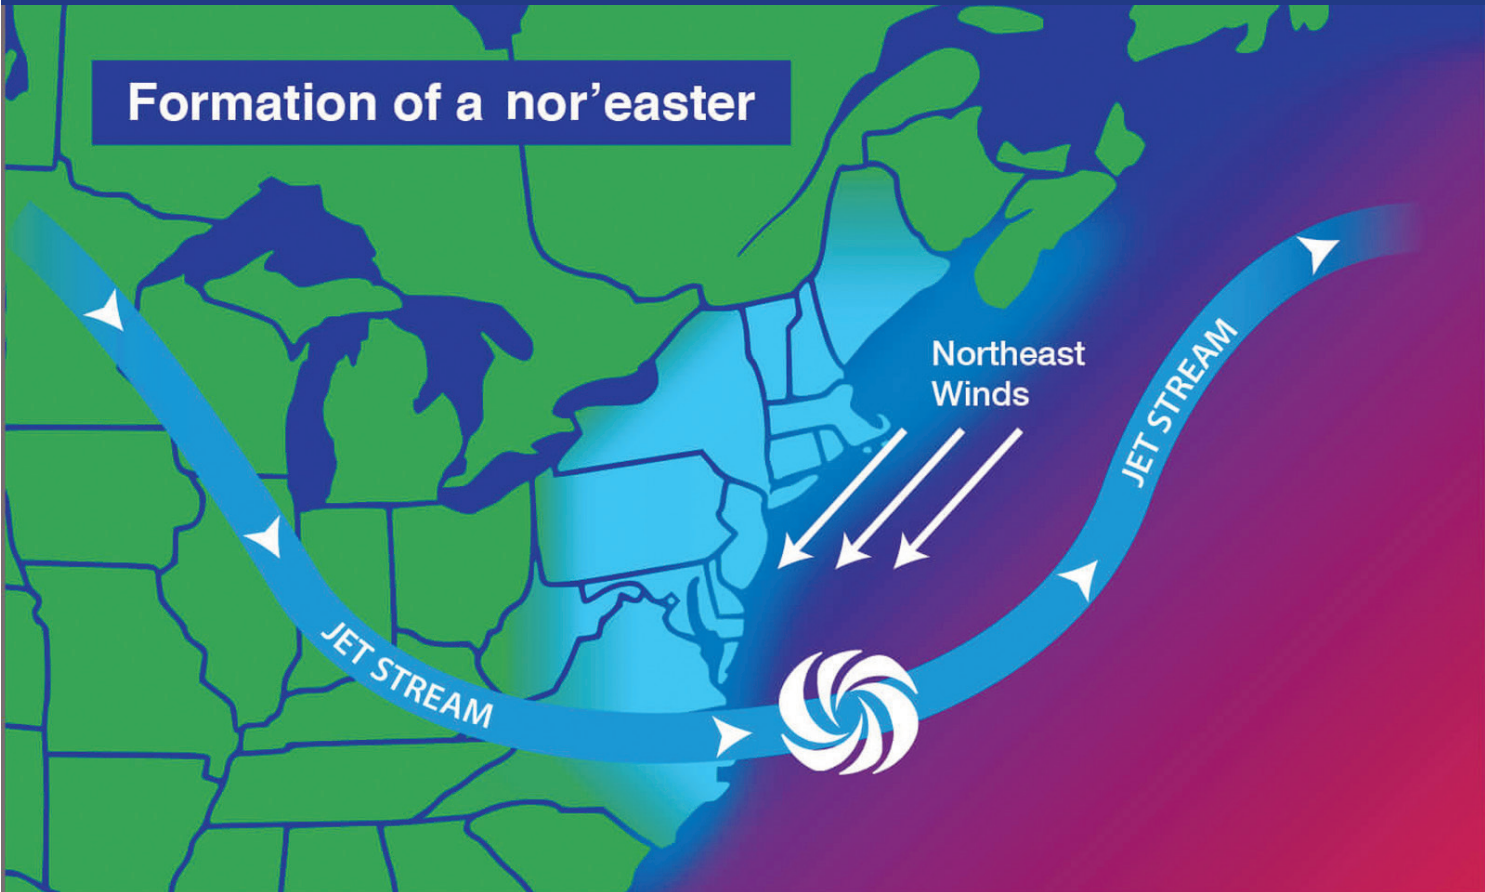 Formation of a nor’easter
Northeast
Winds
JET STREAM
JET STREAM